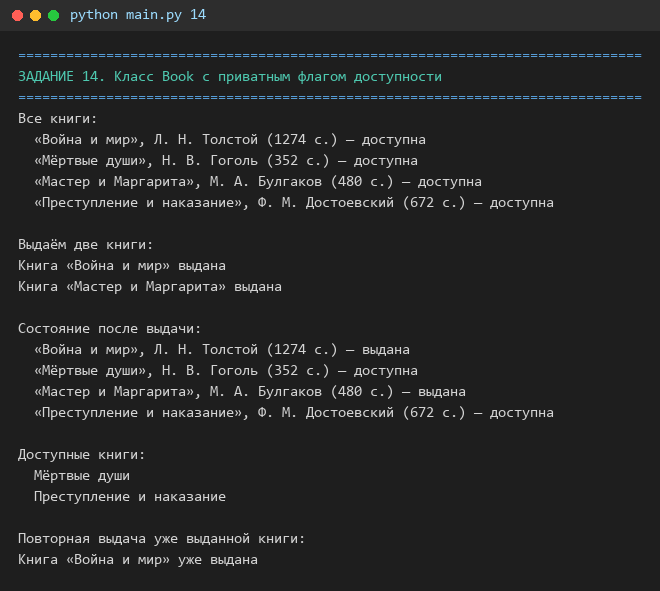 python main.py 14
==============================================================================
ЗАДАНИЕ 14. Класс Book с приватным флагом доступности
==============================================================================
Все книги:
  «Война и мир», Л. Н. Толстой (1274 с.) — доступна
  «Мёртвые души», Н. В. Гоголь (352 с.) — доступна
  «Мастер и Маргарита», М. А. Булгаков (480 с.) — доступна
  «Преступление и наказание», Ф. М. Достоевский (672 с.) — доступна

Выдаём две книги:
Книга «Война и мир» выдана
Книга «Мастер и Маргарита» выдана

Состояние после выдачи:
  «Война и мир», Л. Н. Толстой (1274 с.) — выдана
  «Мёртвые души», Н. В. Гоголь (352 с.) — доступна
  «Мастер и Маргарита», М. А. Булгаков (480 с.) — выдана
  «Преступление и наказание», Ф. М. Достоевский (672 с.) — доступна

Доступные книги:
  Мёртвые души
  Преступление и наказание

Повторная выдача уже выданной книги:
Книга «Война и мир» уже выдана